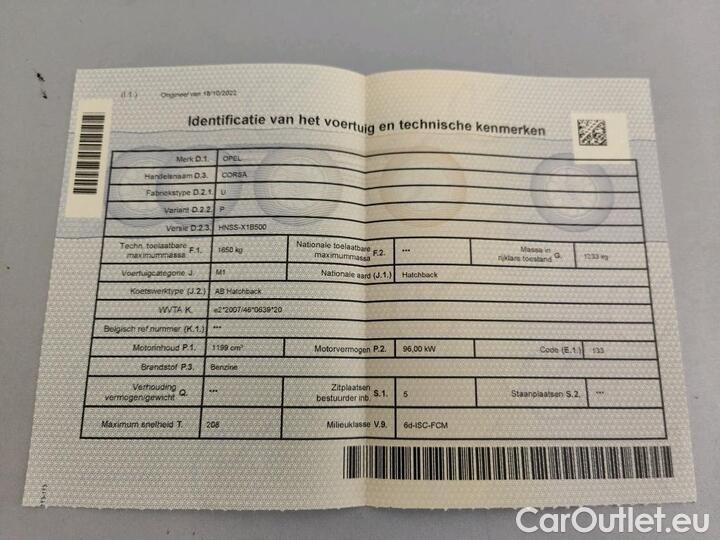 (I.1.) Origineel van 18/10/2022
Identificatie van het voertuig en technische kenmerken
Merk D.1. OPEL
Handelsnaam D.3. CORSA
Fabriekstype D.2.1. U
Variant D.2.2. P
Versie D.2.3. HNSS-X1B500
Techn. toelaatbare maximummassa F.1. 1650 kg Nationale toelaatbare maximummassa F.2. *** Massa in rijklare toestand G. 1233 kg
Voertuigcategorie J. M1 Nationale aard (J.1.) Hatchback
Koetswerktype (J.2.) AB Hatchback
WVTA K. e2*2007/46*0639*20
Belgisch ref.nummer (K.1.) ***
Motorinhoud P.1. 1199 cm³ Motorvermogen P.2. 96,00 kW Code (E.1.) 133
Brandstof P.3. Benzine
Verhouding vermogen/gewicht Q. *** Zitplaatsen bestuurder inb. S.1. 5 Staanplaatsen S.2. ***
Maximum snelheid T. 208 Milieuklasse V.9. 6d-ISC-FCM
CarOutlet.eu